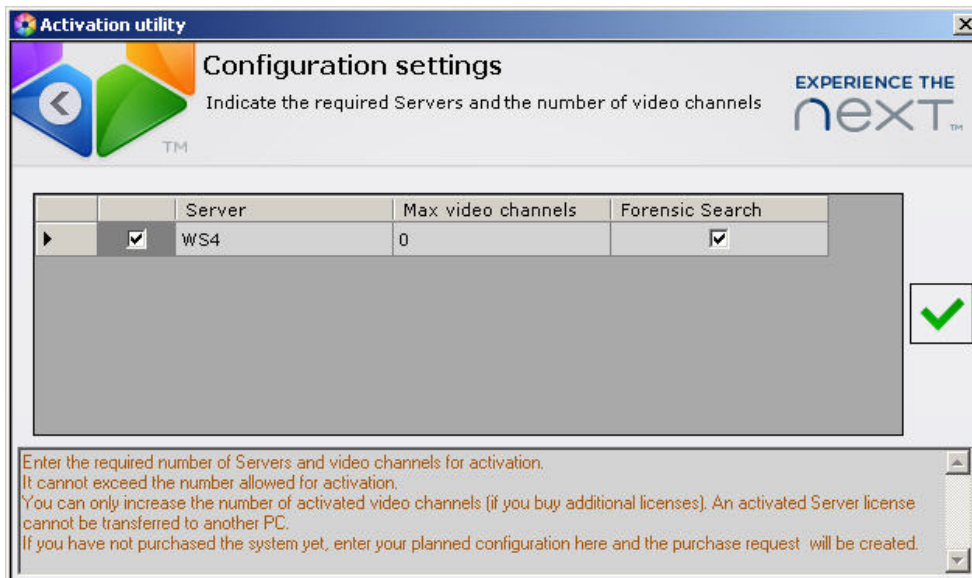 Activation utility
Configuration settings
Indicate the required Servers and the number of video channels
EXPERIENCE THE
next™
TM
Server Max video channels Forensic Search
WS4 0
Enter the required number of Servers and video channels for activation.
It cannot exceed the number allowed for activation.
You can only increase the number of activated video channels (if you buy additional licenses). An activated Server license
cannot be transferred to another PC.
If you have not purchased the system yet, enter your planned configuration here and the purchase request will be created.